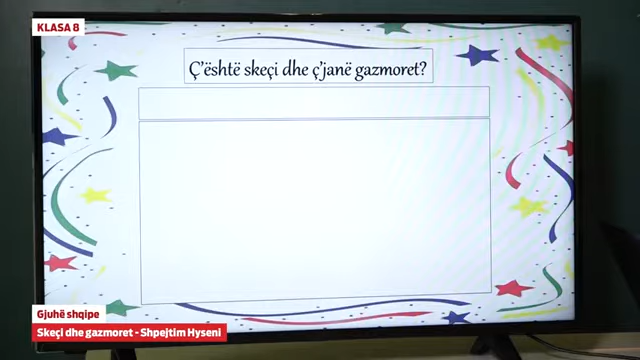 KLASA 8
Ç'është skeçi dhe ç'janë gazmoret?
Gjuhë shqipe
Skeçi dhe gazmoret - Shpejtim Hyseni